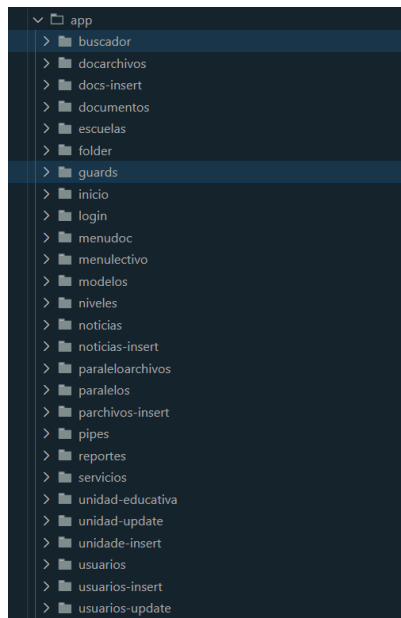 app
buscador
docarchivos
docs-insert
documentos
escuelas
folder
guards
inicio
login
menudoc
menulectivo
modelos
niveles
noticias
noticias-insert
paraleloarchivos
paralelos
parchivos-insert
pipes
reportes
servicios
unidad-educativa
unidad-update
unidade-insert
usuarios
usuarios-insert
usuarios-update